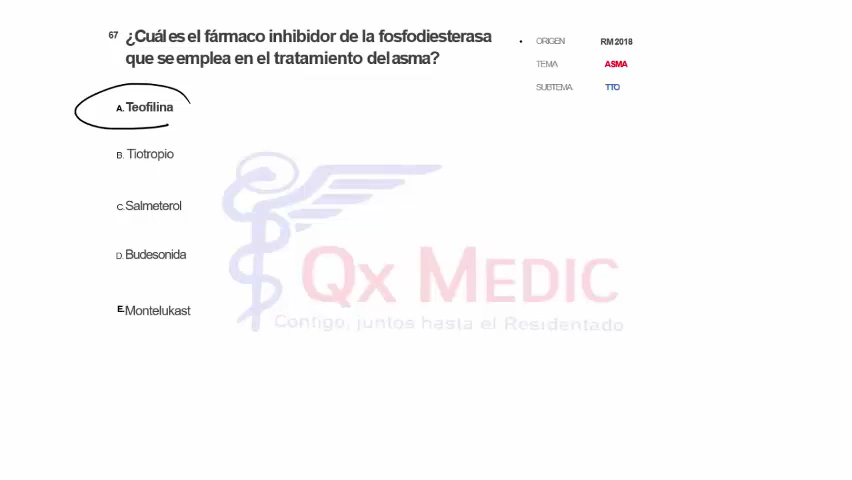 67 ¿Cuál es el fármaco inhibidor de la fosfodiesterasa
que se emplea en el tratamiento del asma?
• ORIGEN RM 2018
TEMA ASMA
SUBTEMA TTO
A. Teofilina
B. Tiotropio
C. Salmeterol
D. Budesonida
E. Montelukast
Qx MEDIC
Contigo, juntos hasta el Residentado